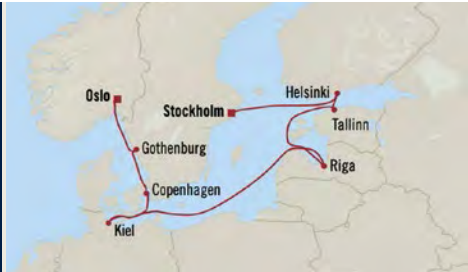 Oslo
Helsinki
Stockholm
Tallinn
Gothenburg
Riga
Copenhagen
Kiel